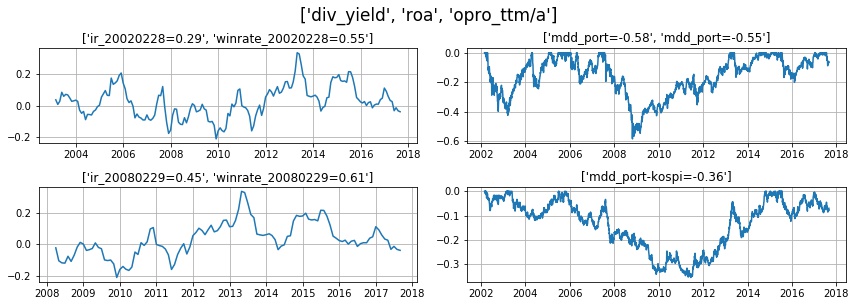 ['div_yield', 'roa', 'opro_ttm/a']
['ir_20020228=0.29', 'winrate_20020228=0.55']
0.2
0.0
−0.2
2004 2006 2008 2010 2012 2014 2016 2018
['mdd_port=-0.58', 'mdd_port=-0.55']
0.0
−0.2
−0.4
−0.6
2002 2004 2006 2008 2010 2012 2014 2016 2018
['ir_20080229=0.45', 'winrate_20080229=0.61']
0.2
0.0
−0.2
2008 2009 2010 2011 2012 2013 2014 2015 2016 2017 2018
['mdd_port-kospi=-0.36']
0.0
−0.1
−0.2
−0.3
2002 2004 2006 2008 2010 2012 2014 2016 2018